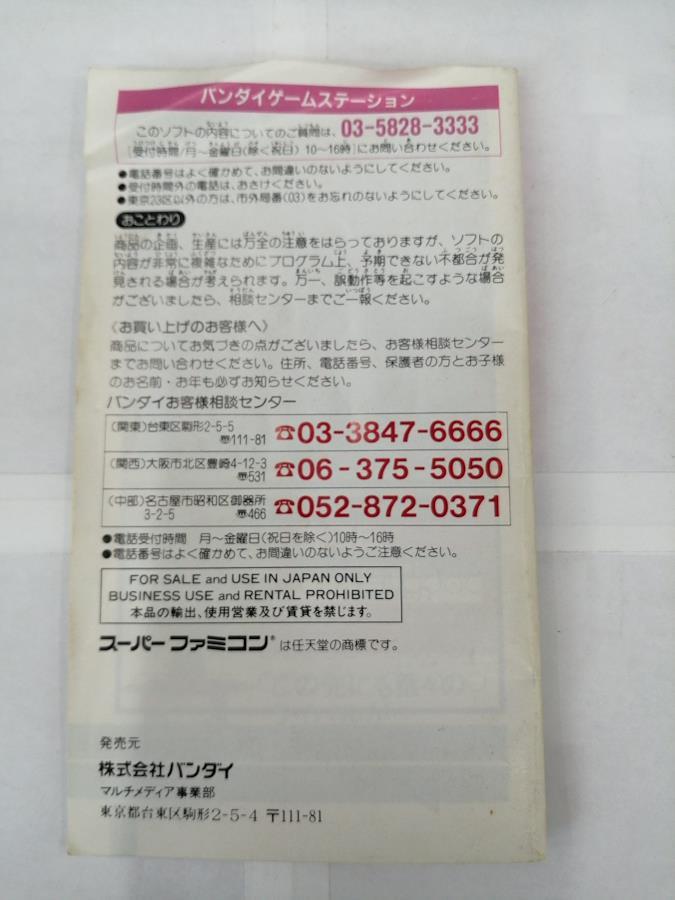 バンダイゲームステーション
このソフトの内容についてのご質問は、03-5828-3333
[受付時間/月～金曜日(除く祝日) 10～16時]にお問い合わせください。
●電話番号はよく確かめて、お間違いのないようにしてください。
●受付時間外の電話は、おさけください。
●東京23区以外の方は、市外局番(03)をお忘れのないようにしてください。
おことわり
商品の企画、生産には万全の注意をはらっておりますが、ソフトの
内容が非常に複雑なためにプログラム上、予期できない不都合が発
見される場合が考えられます。万一、誤動作等を起こすような場合
がございましたら、相談センターまでご一報ください。
〈お買い上げのお客様へ〉
商品についてお気づきの点がございましたら、お客様相談センター
までお問い合わせください。住所、電話番号、保護者の方とお子様
のお名前・お年も必ずお知らせください。
バンダイお客様相談センター
(関東)台東区駒形2-5-5 〒111-81 ☎03-3847-6666
(関西)大阪市北区豊崎4-12-3 〒531 ☎06-375-5050
(中部)名古屋市昭和区御器所3-2-5 〒466 ☎052-872-0371
●電話受付時間 月～金曜日(祝日を除く)10時～16時
●電話番号はよく確かめて、お間違いのないようご注意ください。
FOR SALE and USE IN JAPAN ONLY
BUSINESS USE and RENTAL PROHIBITED
本品の輸出、使用営業及び賃貸を禁じます。
スーパーファミコン®は任天堂の商標です。
発売元
株式会社バンダイ
マルチメディア事業部
東京都台東区駒形2-5-4 〒111-81